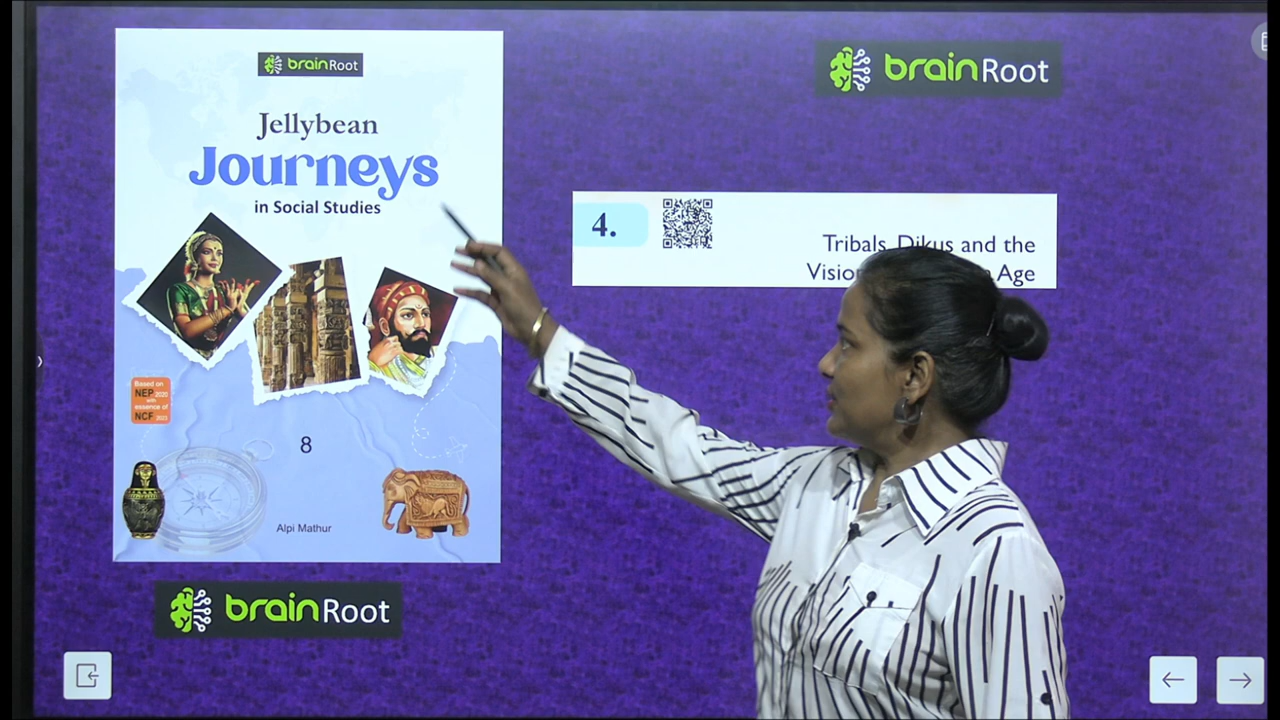 brainRoot
Jellybean
Journeys
in Social Studies
Based on
NEP 2020
with
essence of
NCF 2023
8
Alpi Mathur
brainRoot
brainRoot
4.
Tribals, Dikus and the
Age